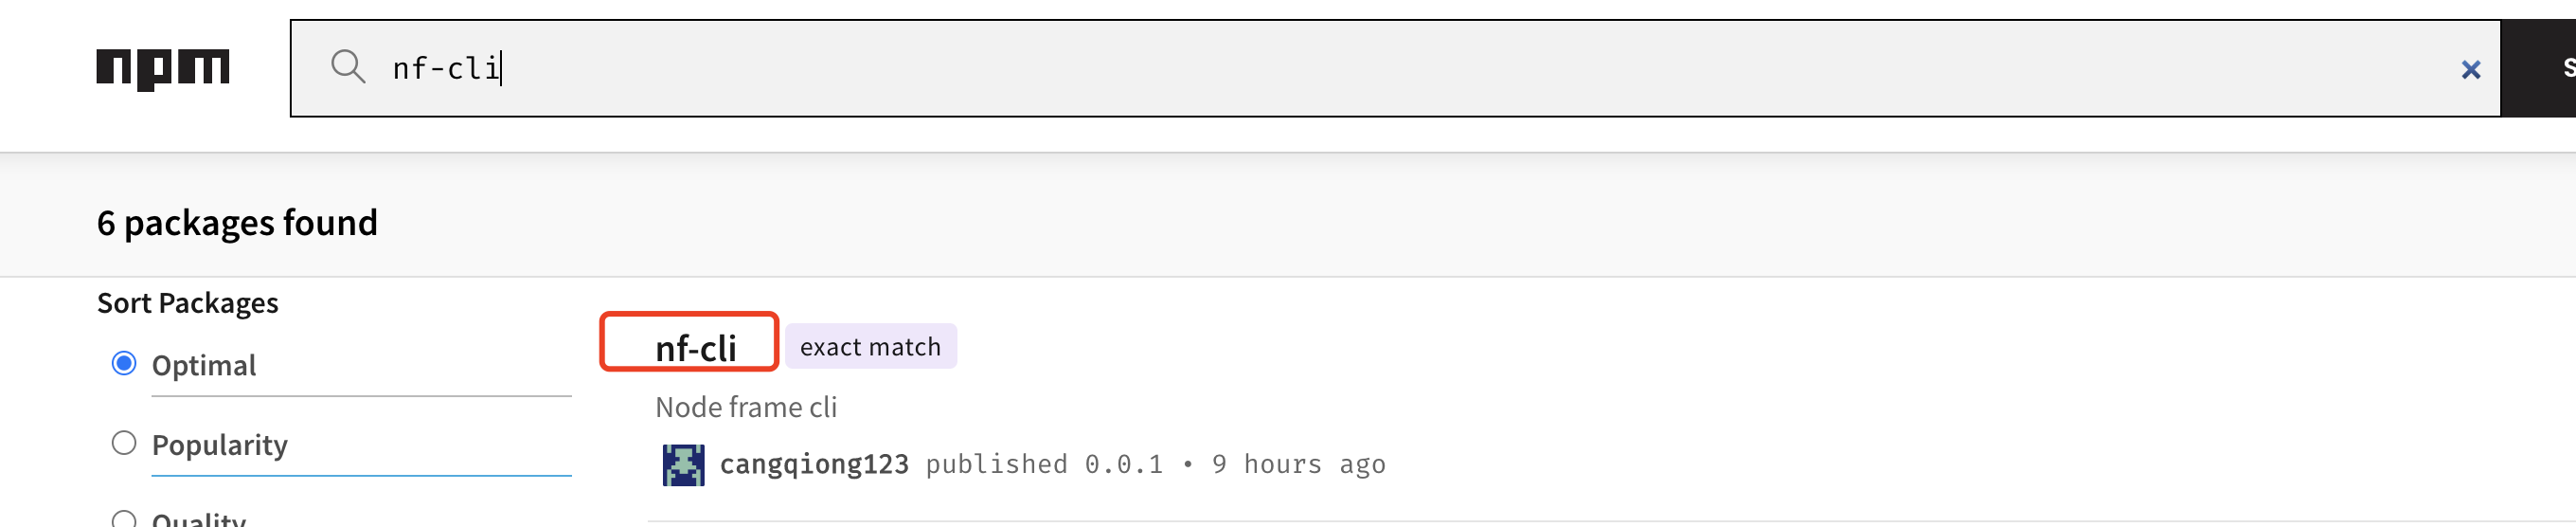 npm
nf-cli
S
6 packages found
Sort Packages
Optimal
Popularity
Quality
nf-cli exact match
Node frame cli
cangqiong123 published 0.0.1 • 9 hours ago